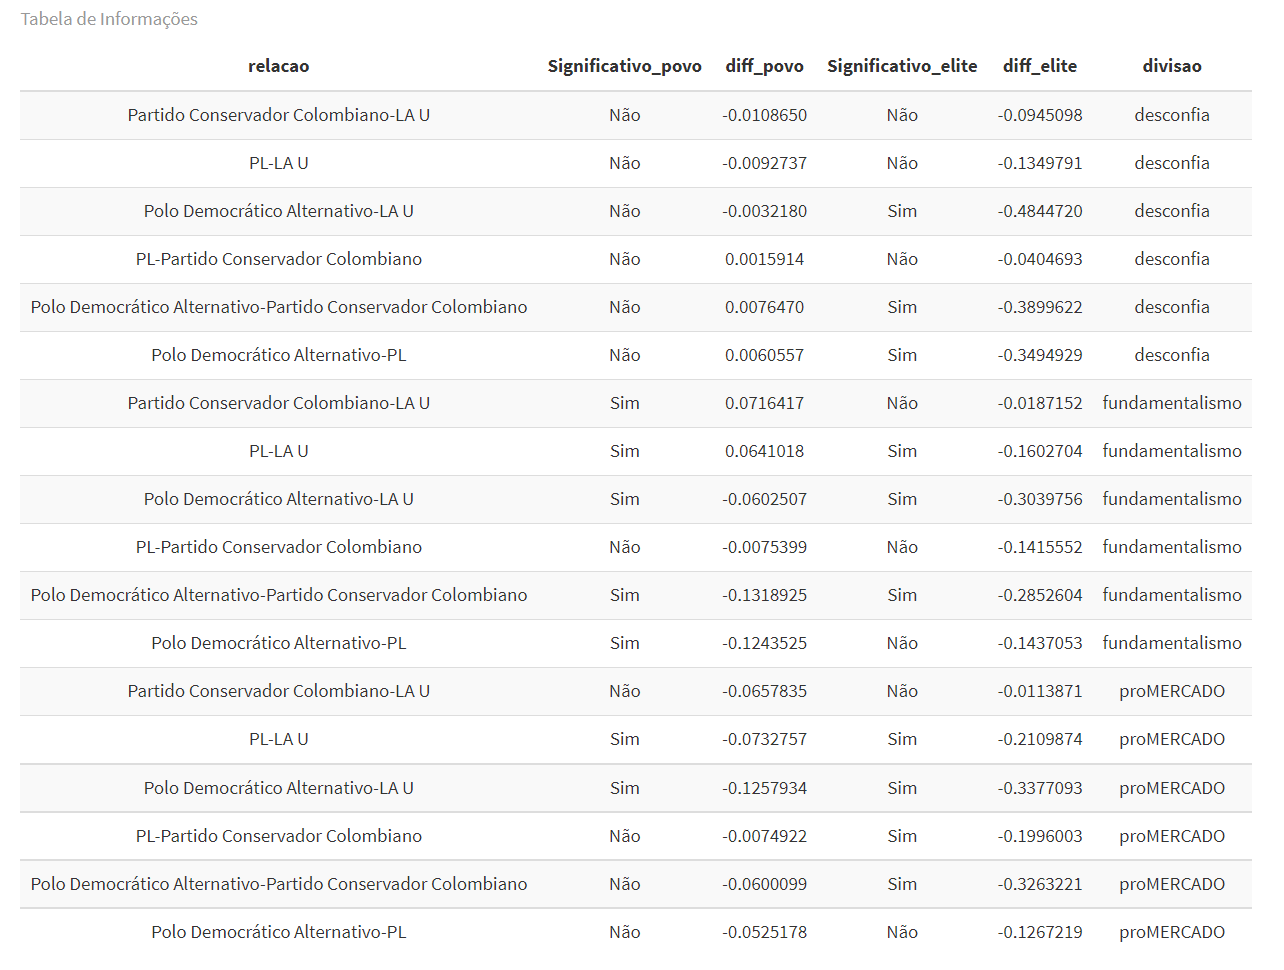 Tabela de Informações
relacao Significativo_povo diff_povo Significativo_elite diff_elite divisao
Partido Conservador Colombiano-LA U Não -0.0108650 Não -0.0945098 desconfia
PL-LA U Não -0.0092737 Não -0.1349791 desconfia
Polo Democrático Alternativo-LA U Não -0.0032180 Sim -0.4844720 desconfia
PL-Partido Conservador Colombiano Não 0.0015914 Não -0.0404693 desconfia
Polo Democrático Alternativo-Partido Conservador Colombiano Não 0.0076470 Sim -0.3899622 desconfia
Polo Democrático Alternativo-PL Não 0.0060557 Sim -0.3494929 desconfia
Partido Conservador Colombiano-LA U Sim 0.0716417 Não -0.0187152 fundamentalismo
PL-LA U Sim 0.0641018 Sim -0.1602704 fundamentalismo
Polo Democrático Alternativo-LA U Sim -0.0602507 Sim -0.3039756 fundamentalismo
PL-Partido Conservador Colombiano Não -0.0075399 Não -0.1415552 fundamentalismo
Polo Democrático Alternativo-Partido Conservador Colombiano Sim -0.1318925 Sim -0.2852604 fundamentalismo
Polo Democrático Alternativo-PL Sim -0.1243525 Não -0.1437053 fundamentalismo
Partido Conservador Colombiano-LA U Não -0.0657835 Não -0.0113871 proMERCADO
PL-LA U Sim -0.0732757 Sim -0.2109874 proMERCADO
Polo Democrático Alternativo-LA U Sim -0.1257934 Sim -0.3377093 proMERCADO
PL-Partido Conservador Colombiano Não -0.0074922 Sim -0.1996003 proMERCADO
Polo Democrático Alternativo-Partido Conservador Colombiano Não -0.0600099 Sim -0.3263221 proMERCADO
Polo Democrático Alternativo-PL Não -0.0525178 Não -0.1267219 proMERCADO